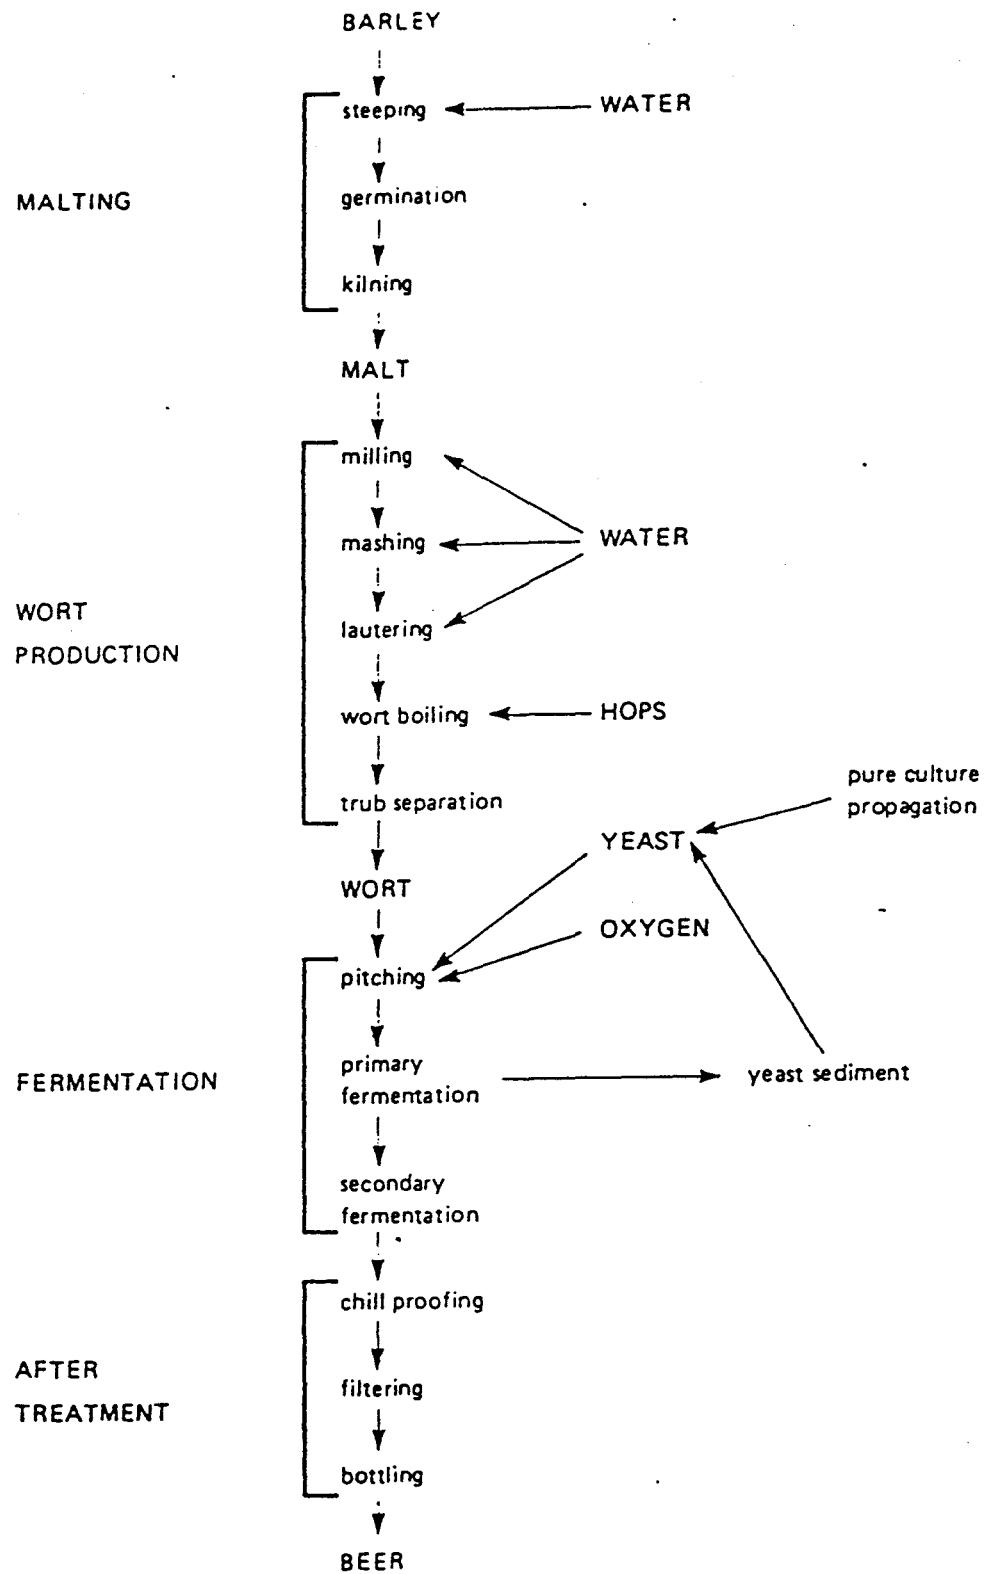 BARLEY
steeping
WATER
MALTING
germination
kilning
MALT
milling
mashing
WATER
WORT
PRODUCTION
lautering
wort boiling
HOPS
pure culture
propagation
trub separation
YEAST
WORT
OXYGEN
pitching
FERMENTATION
primary
fermentation
yeast sediment
secondary
fermentation
chill proofing
AFTER
TREATMENT
filtering
bottling
BEER